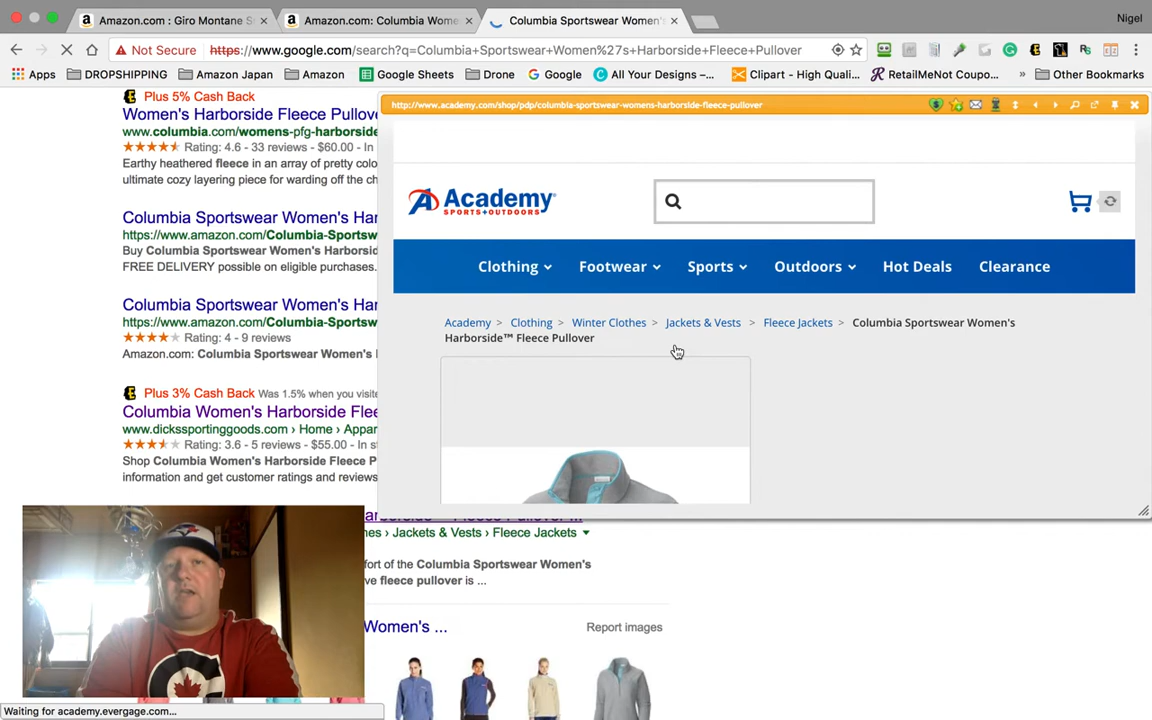 Amazon.com : Giro Montane S
Amazon.com: Columbia Wome
Columbia Sportswear Women's
Nigel
Not Secure
https://www.google.com/search?q=Columbia+Sportswear+Women%27s+Harborside+Fleece+Pullover
Apps
DROPSHIPPING
Amazon Japan
Amazon
Google Sheets
Drone
Google
All Your Designs –...
Clipart - High Quali...
RetailMeNot Coupo...
»
Other Bookmarks
Plus 5% Cash Back
Women's Harborside Fleece Pullove
www.columbia.com/womens-pfg-harborside
Rating: 4.6 - 33 reviews - $60.00 - In
Earthy heathered fleece in an array of pretty colo
ultimate cozy layering piece for warding off the ch
Columbia Sportswear Women's Har
https://www.amazon.com/Columbia-Sportsw
Buy Columbia Sportswear Women's Harborside
FREE DELIVERY possible on eligible purchases.
Columbia Sportswear Women's Har
https://www.amazon.com/Columbia-Sportsw
Rating: 4 - 9 reviews
Amazon.com: Columbia Sportswear Women's
Plus 3% Cash Back Was 1.5% when you visite
Columbia Women's Harborside Flee
www.dickssportinggoods.com › Home › Appar
Rating: 3.6 - 5 reviews - $55.00 - In st
Shop Columbia Women's Harborside Fleece P
information and get customer ratings and reviews
http://www.academy.com/shop/pdp/columbia-sportswear-womens-harborside-fleece-pullover
Academy
SPORTS+OUTDOORS
Clothing
Footwear
Sports
Outdoors
Hot Deals
Clearance
Academy > Clothing > Winter Clothes > Jackets & Vests > Fleece Jackets > Columbia Sportswear Women's
Harborside™ Fleece Pullover
nes › Jackets & Vests › Fleece Jackets
fort of the Columbia Sportswear Women's
ve fleece pullover is ...
Women's ...
Report images
Waiting for academy.evergage.com...